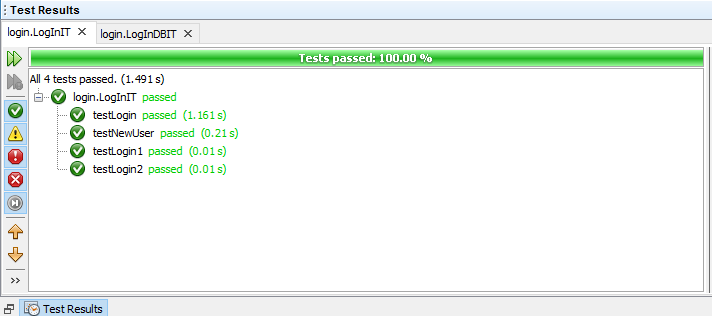 Test Results
login.LogInIT login.LogInDBIT
Tests passed: 100.00 %
All 4 tests passed. (1.491 s)
login.LogInIT passed
testLogin passed (1.161 s)
testNewUser passed (0.21 s)
testLogin1 passed (0.01 s)
testLogin2 passed (0.01 s)
Test Results